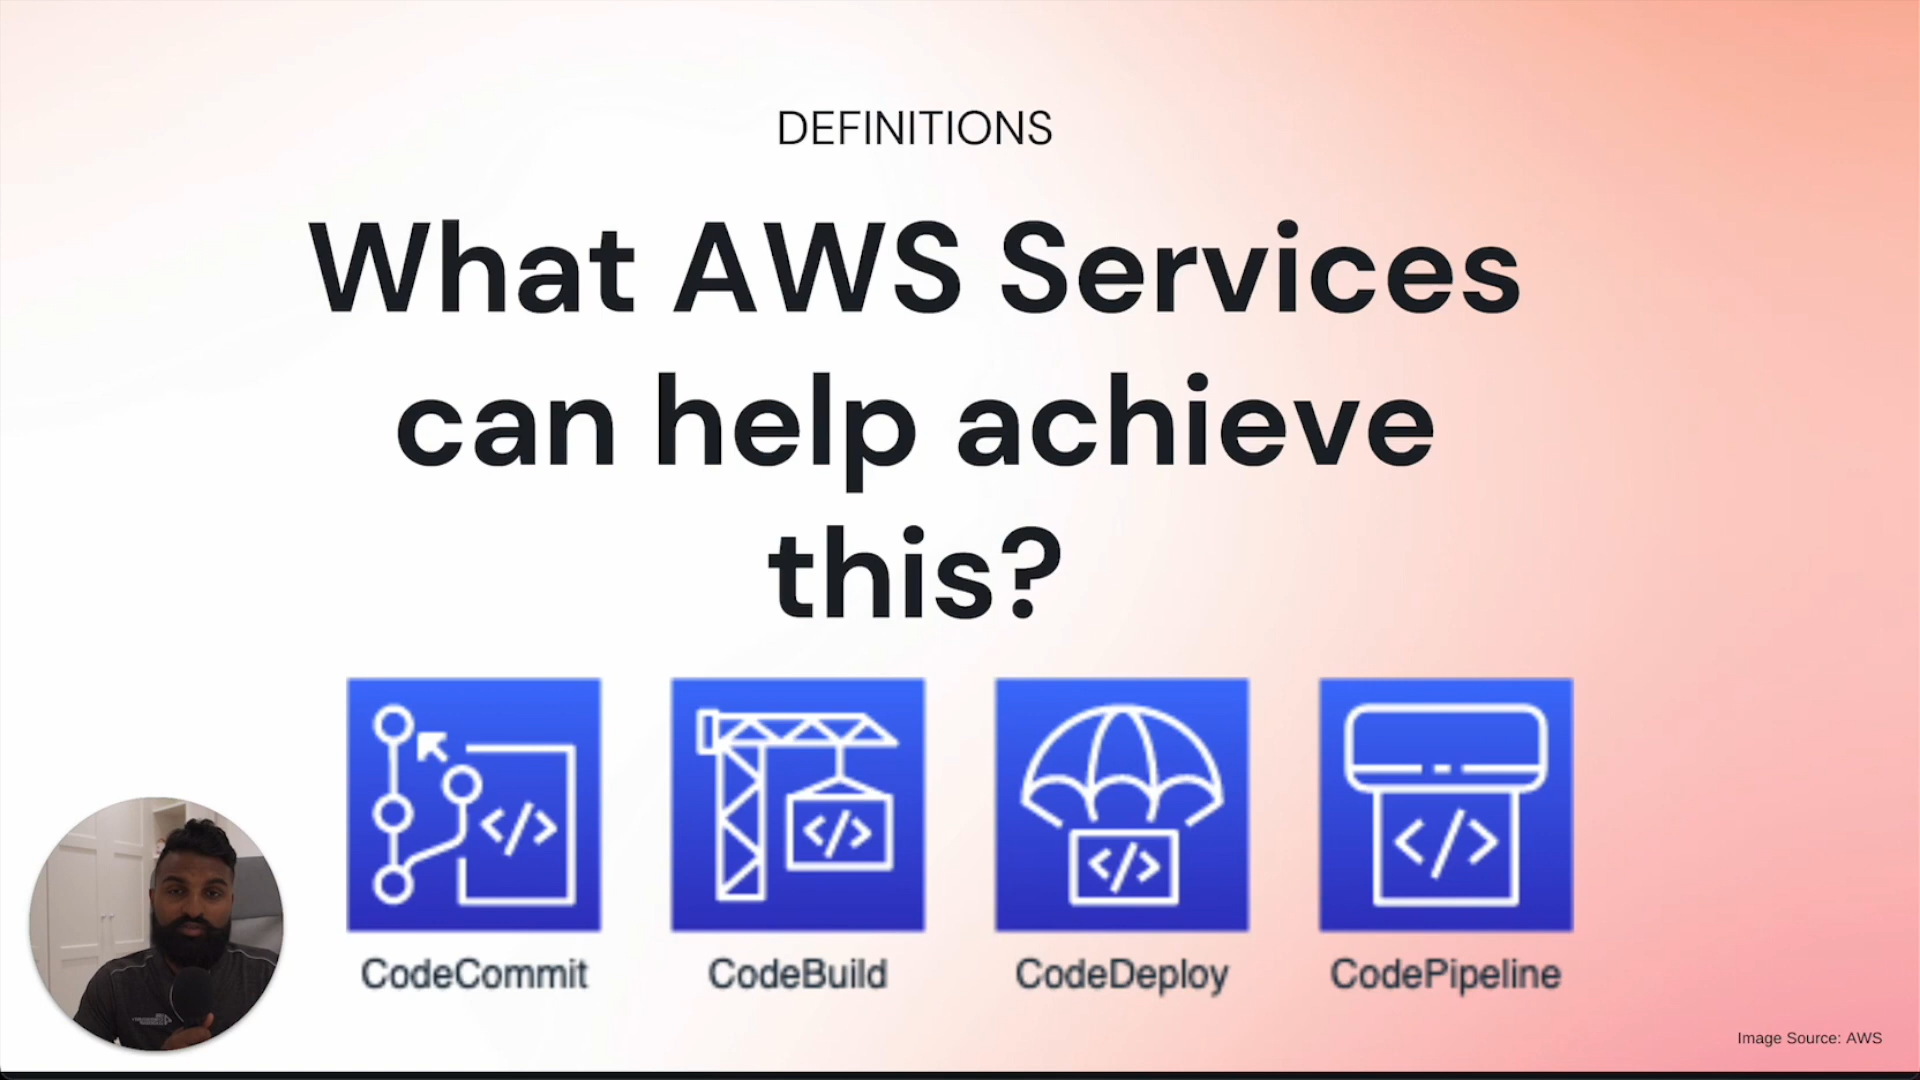 DEFINITIONS
What AWS Services
can help achieve
this?
</>
</>
</>
</>
CodeCommit
CodeBuild
CodeDeploy
CodePipeline
Image Source: AWS